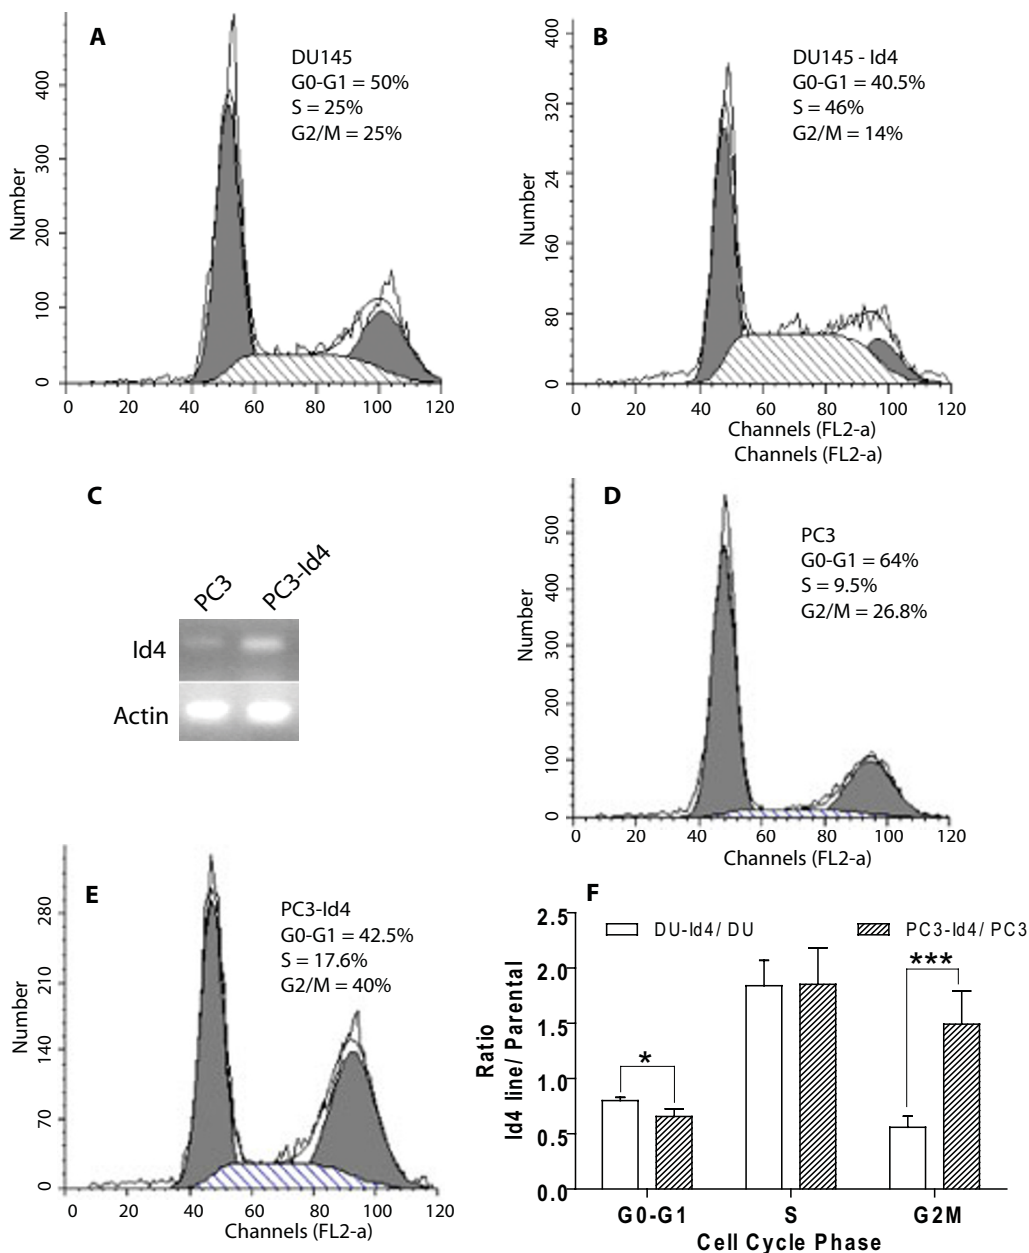 A
DU145
G0-G1 = 50%
S = 25%
G2/M = 25%
Number
400
300
200
100
0
0 20 40 60 80 100 120
B
DU145 - Id4
G0-G1 = 40.5%
S = 46%
G2/M = 14%
Number
400
320
24
160
80
0
0 20 40 60 80 100 120
Channels (FL2-a)
Channels (FL2-a)
C
PC3 PC3-Id4
Id4
Actin
D
PC3
G0-G1 = 64%
S = 9.5%
G2/M = 26.8%
Number
500
400
300
200
100
0
0 20 40 60 80 100 120
Channels (FL2-a)
E
PC3-Id4
G0-G1 = 42.5%
S = 17.6%
G2/M = 40%
Number
280
210
140
70
0
0 20 40 60 80 100 120
Channels (FL2-a)
F
DU-Id4/DU PC3-Id4/PC3
Ratio
Id4 line/Parental
2.5
2.0
1.5
1.0
0.5
0.0
*
***
G0-G1 S G2M
Cell Cycle Phase